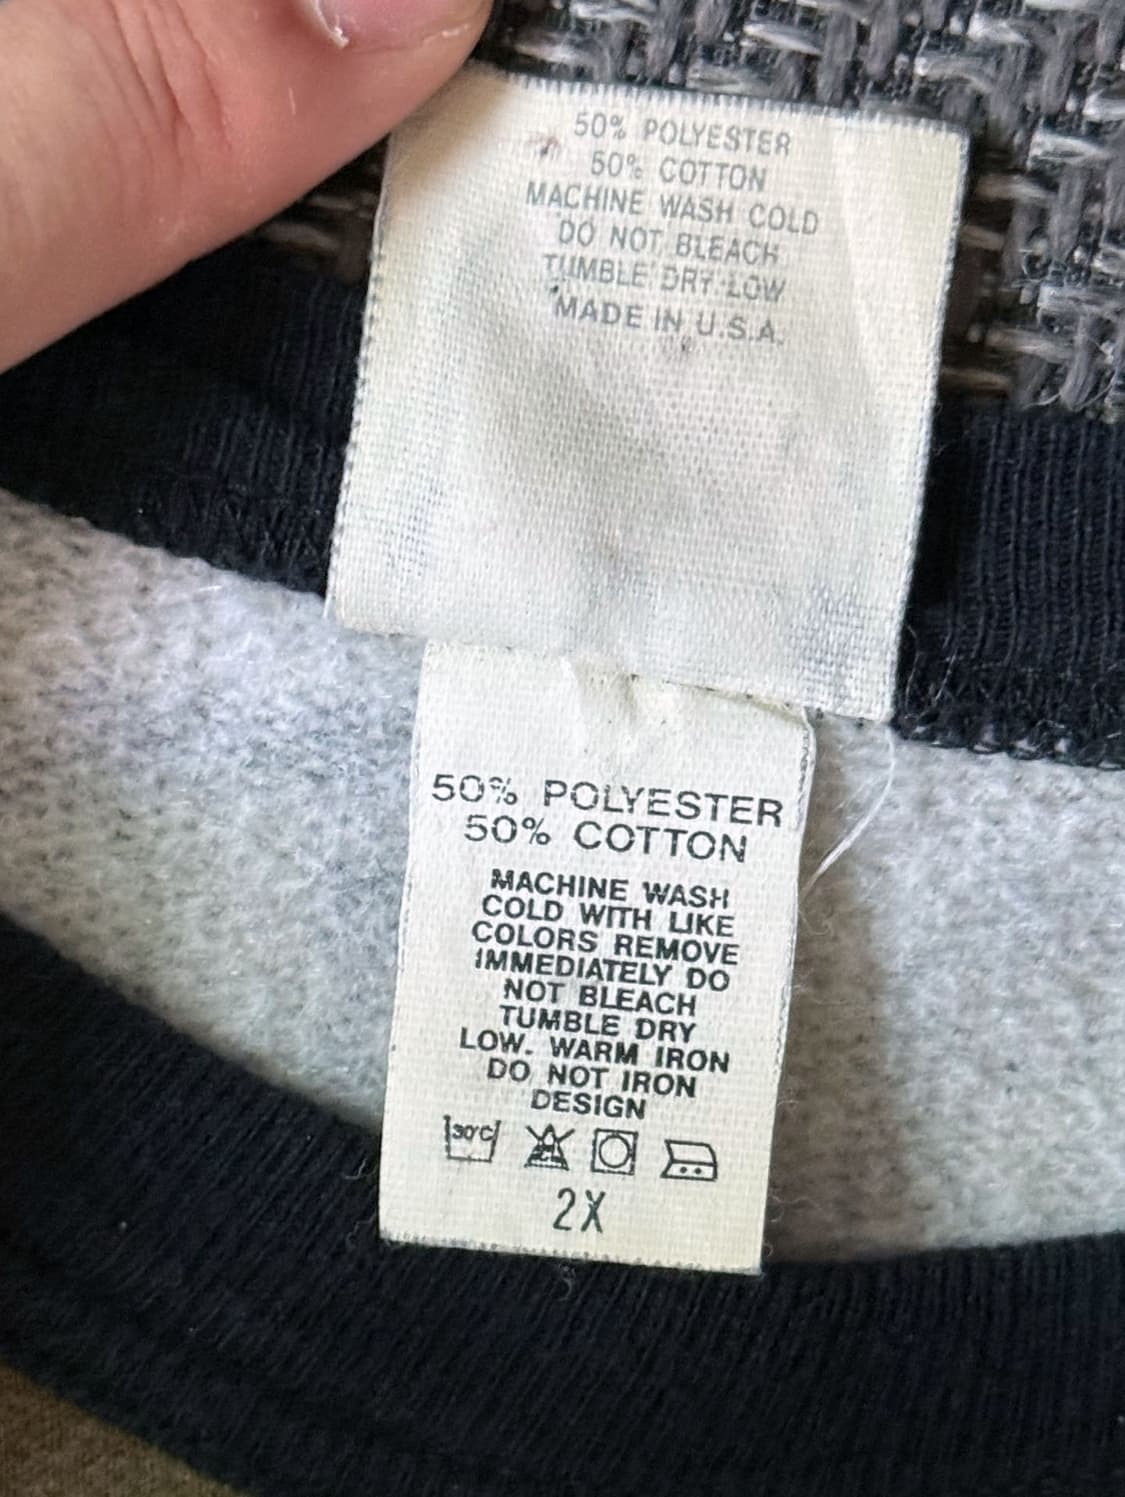 50% POLYESTER
50% COTTON
MACHINE WASH COLD
DO NOT BLEACH
TUMBLE DRY LOW
MADE IN U.S.A.
50% POLYESTER
50% COTTON
MACHINE WASH
COLD WITH LIKE
COLORS REMOVE
IMMEDIATELY DO
NOT BLEACH
TUMBLE DRY
LOW. WARM IRON
DO NOT IRON
DESIGN
30°C
2X